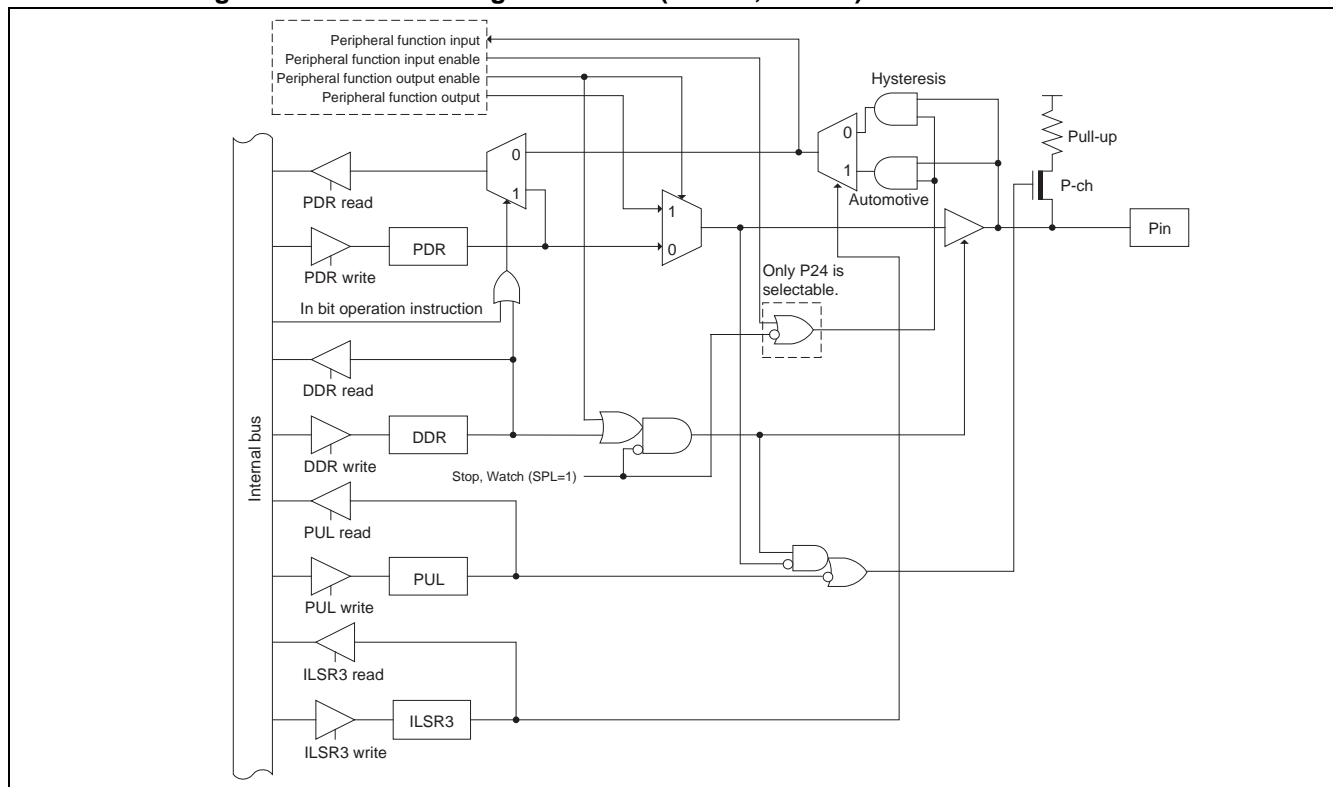 Peripheral function input
Peripheral function input enable
Peripheral function output enable
Peripheral function output
Hysteresis
Pull-up
0
0
1
P-ch
PDR read
1
Automotive
1
Pin
PDR
0
PDR write
Only P24 is
selectable.
In bit operation instruction
DDR read
Internal bus
DDR
DDR write
Stop, Watch (SPL=1)
PUL read
PUL
PUL write
ILSR3 read
ILSR3
ILSR3 write